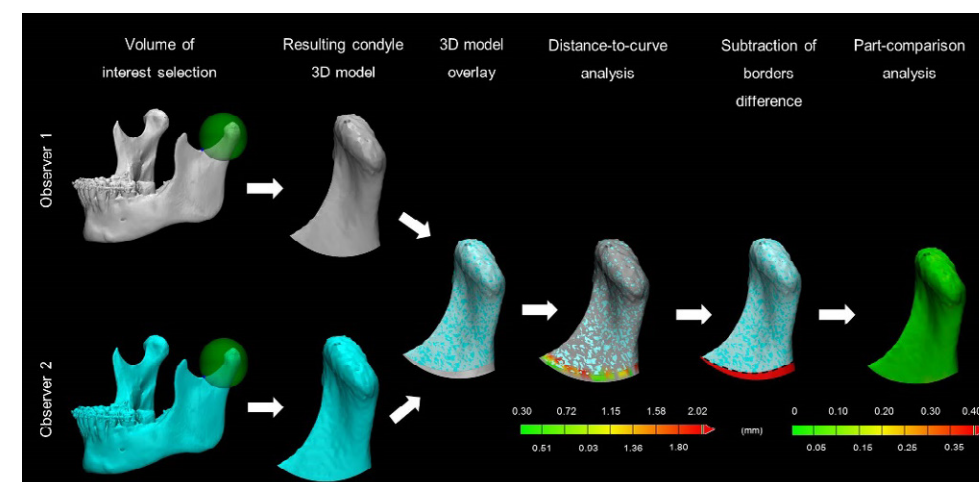 Volume of
interest selection
Resulting condyle
3D model
3D model
overlay
Distance-to-curve
analysis
Subtraction of
borders
difference
Part-comparison
analysis
Observer 1
Observer 2
0.30 0.72 1.15 1.58 2.02
0.51 0.03 1.36 1.80
(mm)
0 0.10 0.20 0.30 0.40
0.05 0.15 0.25 0.35